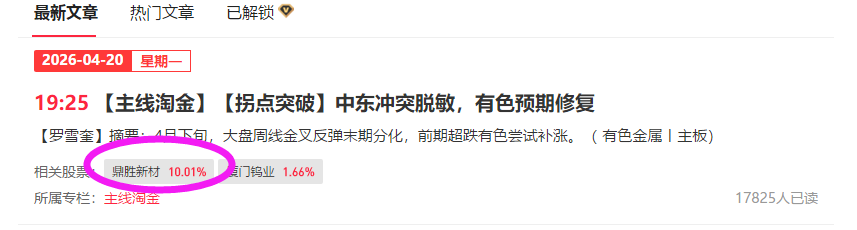 最新文章 热门文章 已解锁
2026-04-20 星期一
19:25 【主线淘金】【拐点突破】中东冲突脱敏，有色预期修复
【罗雪奎】摘要：4月下旬，大盘周线金叉反弹末期分化，前期超跌有色尝试补涨。（有色金属丨主板）
相关股票: 鼎胜新材 10.01% 厦门钨业 1.66%
所属专栏: 主线淘金 17825人已读